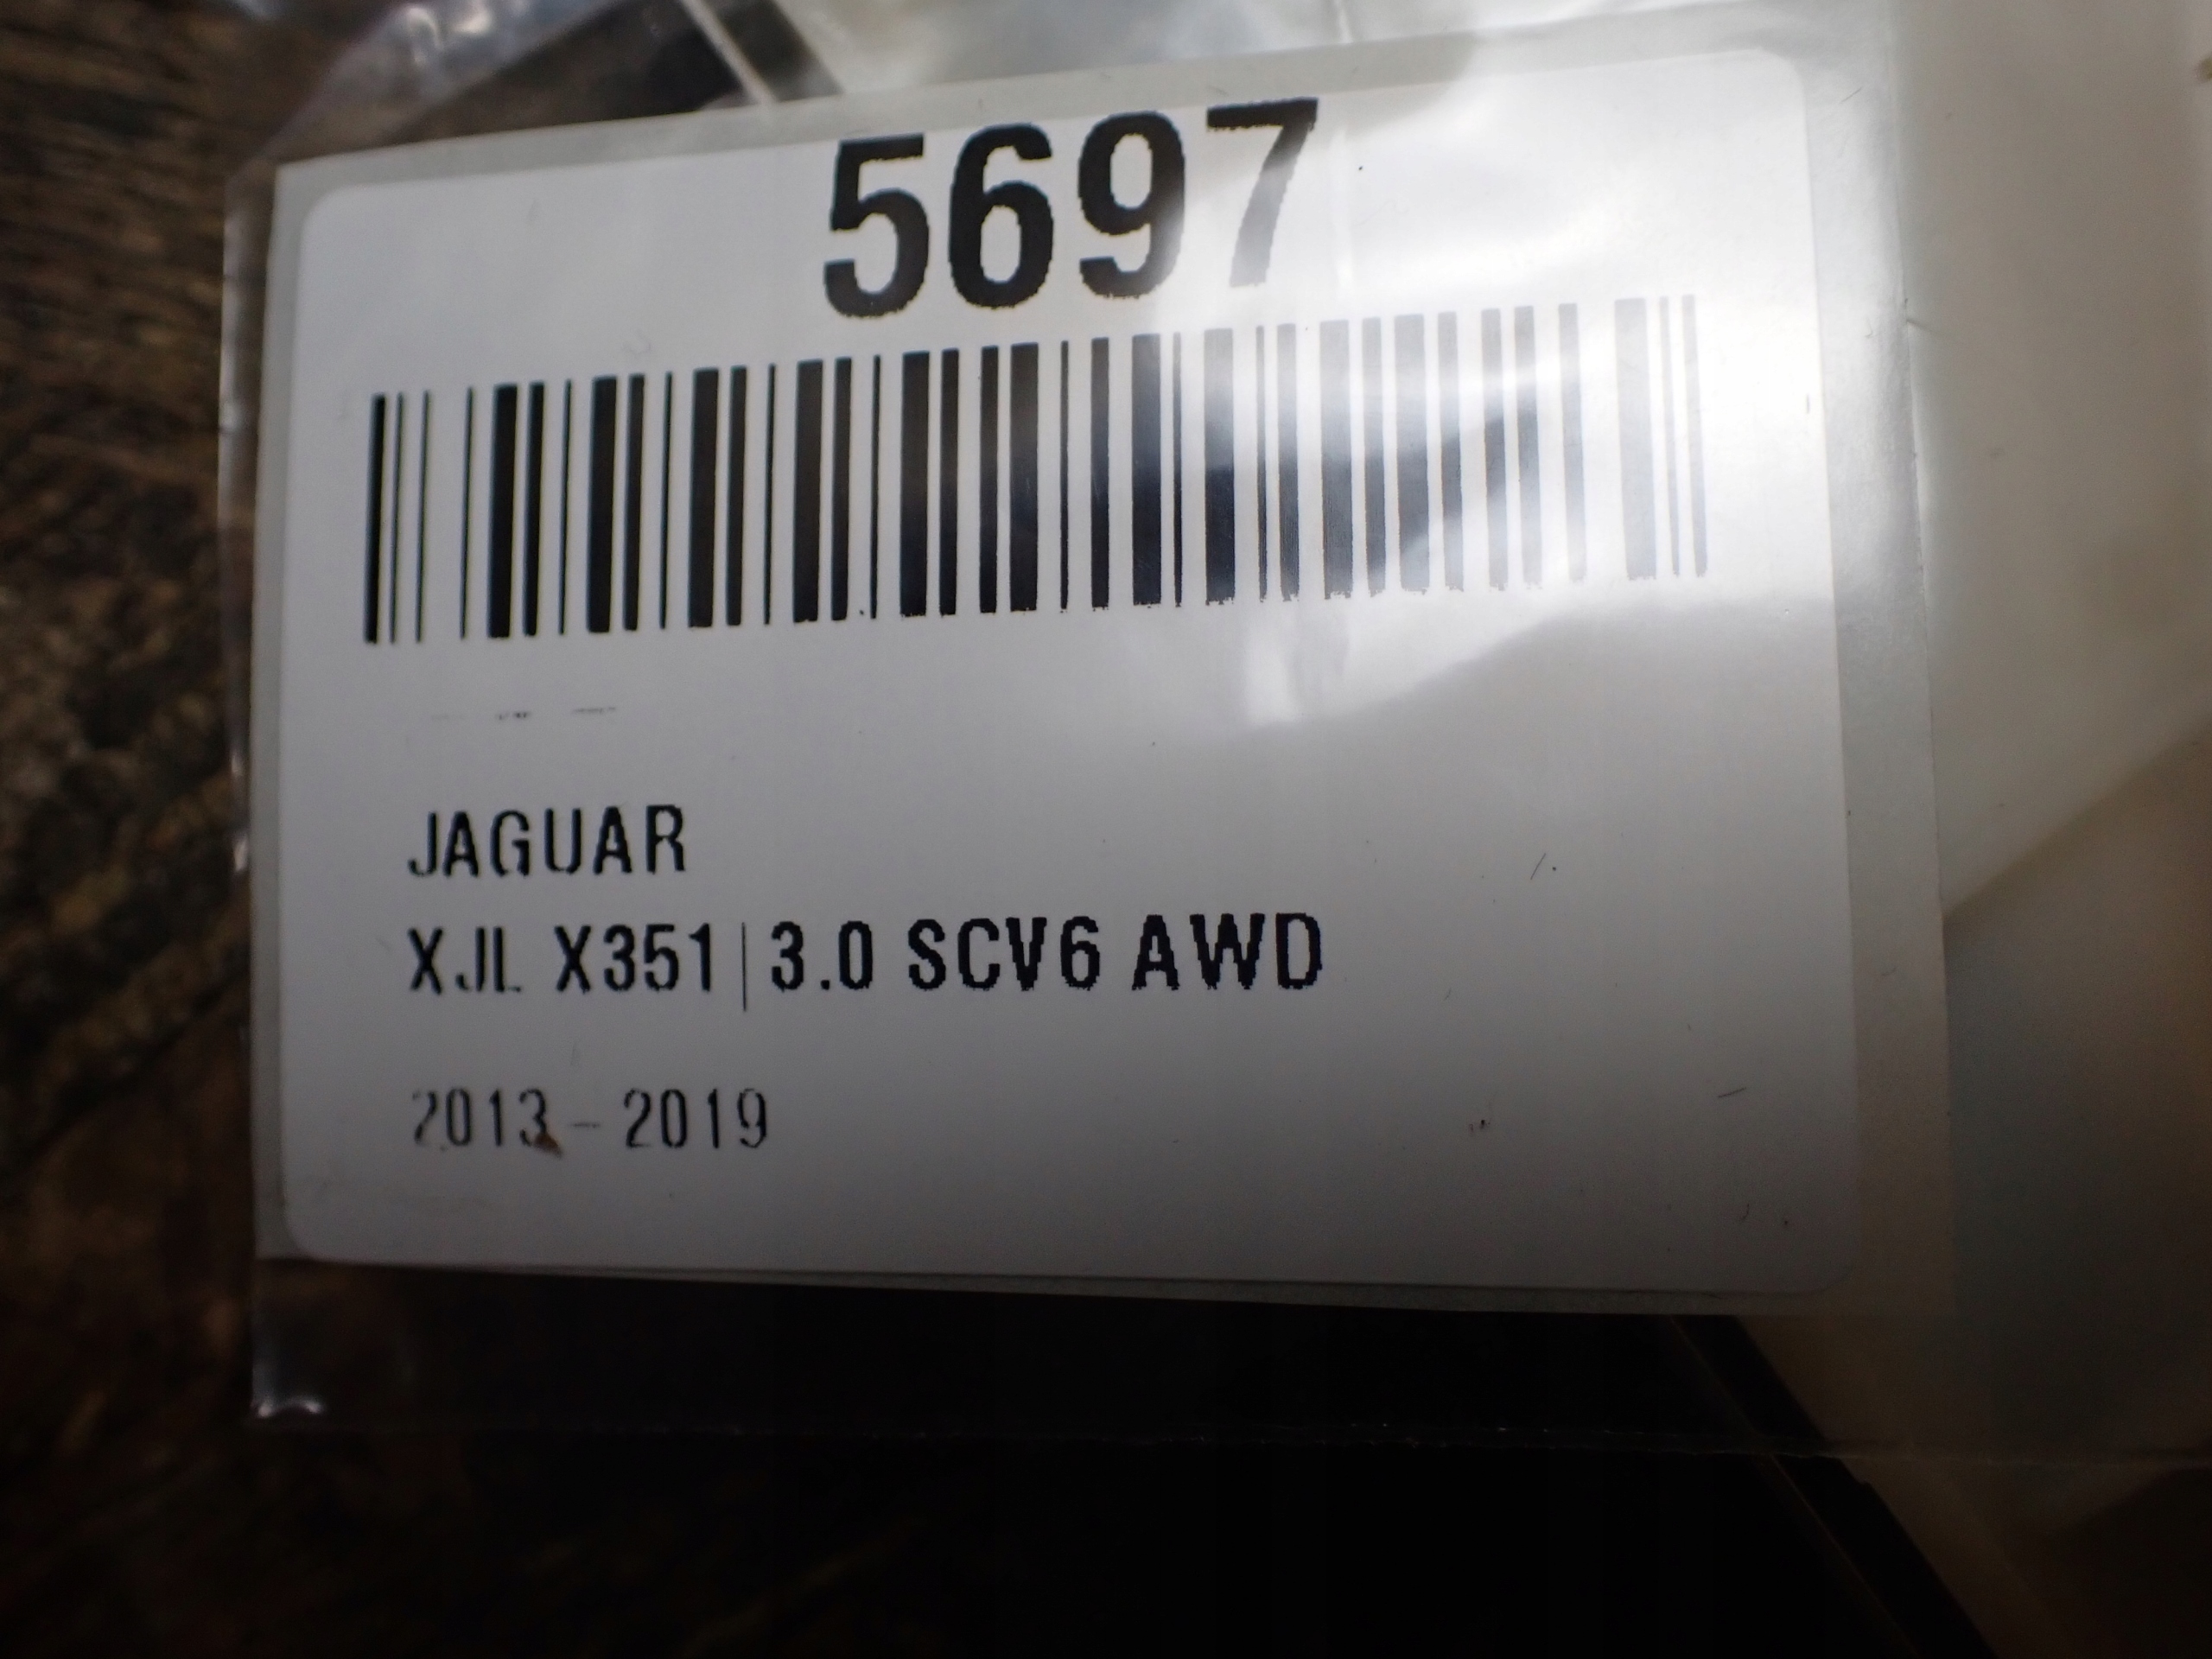 5697
JAGUAR
XJL X351|3.0 SCV6 AWD
2013 - 2019